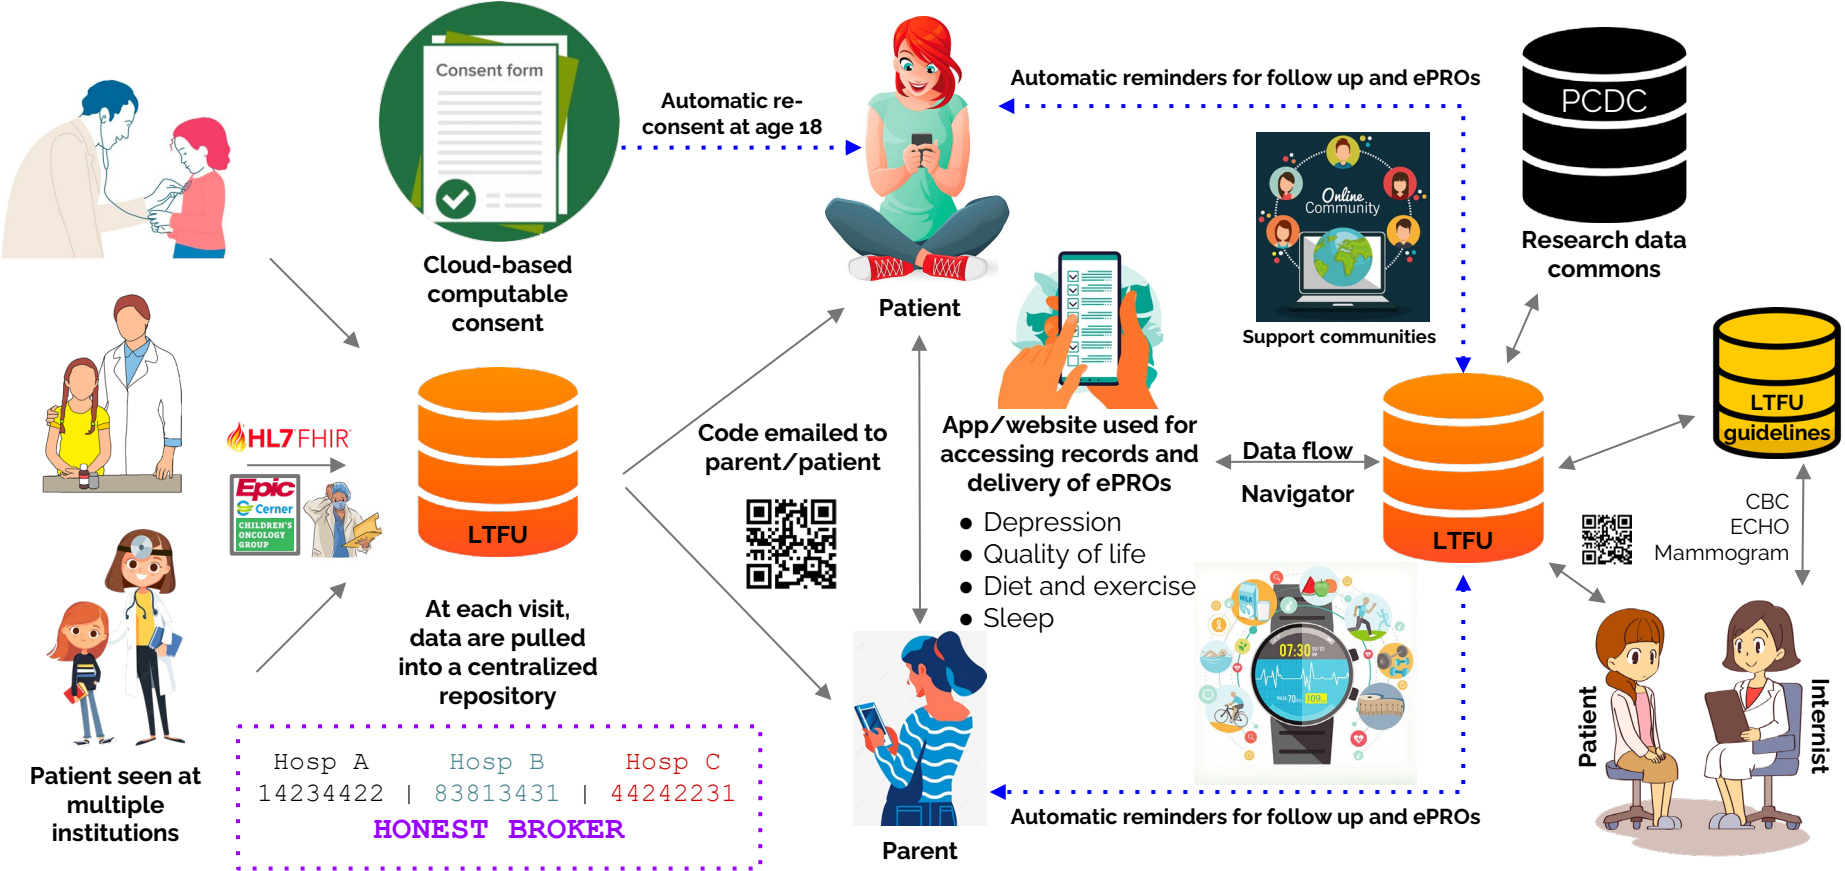 Consent form
Cloud-based
computable
consent
Automatic re-
consent at age 18
Patient
Automatic reminders for follow up and ePROs
Online
Community
Support communities
PCDC
Research data
commons
HL7 FHIR
Epic
Cerner
CHILDREN'S
ONCOLOGY
GROUP
LTFU
At each visit,
data are pulled
into a centralized
repository
Patient seen at
multiple
institutions
Hosp A Hosp B Hosp C
14234422 | 83813431 | 44242231
HONEST BROKER
Code emailed to
parent/patient
App/website used for
accessing records and
delivery of ePROs
● Depression
● Quality of life
● Diet and exercise
● Sleep
Parent
Data flow
Navigator
LTFU
LTFU
guidelines
CBC
ECHO
Mammogram
MILK
07:30
70
109
Automatic reminders for follow up and ePROs
Patient
Internist